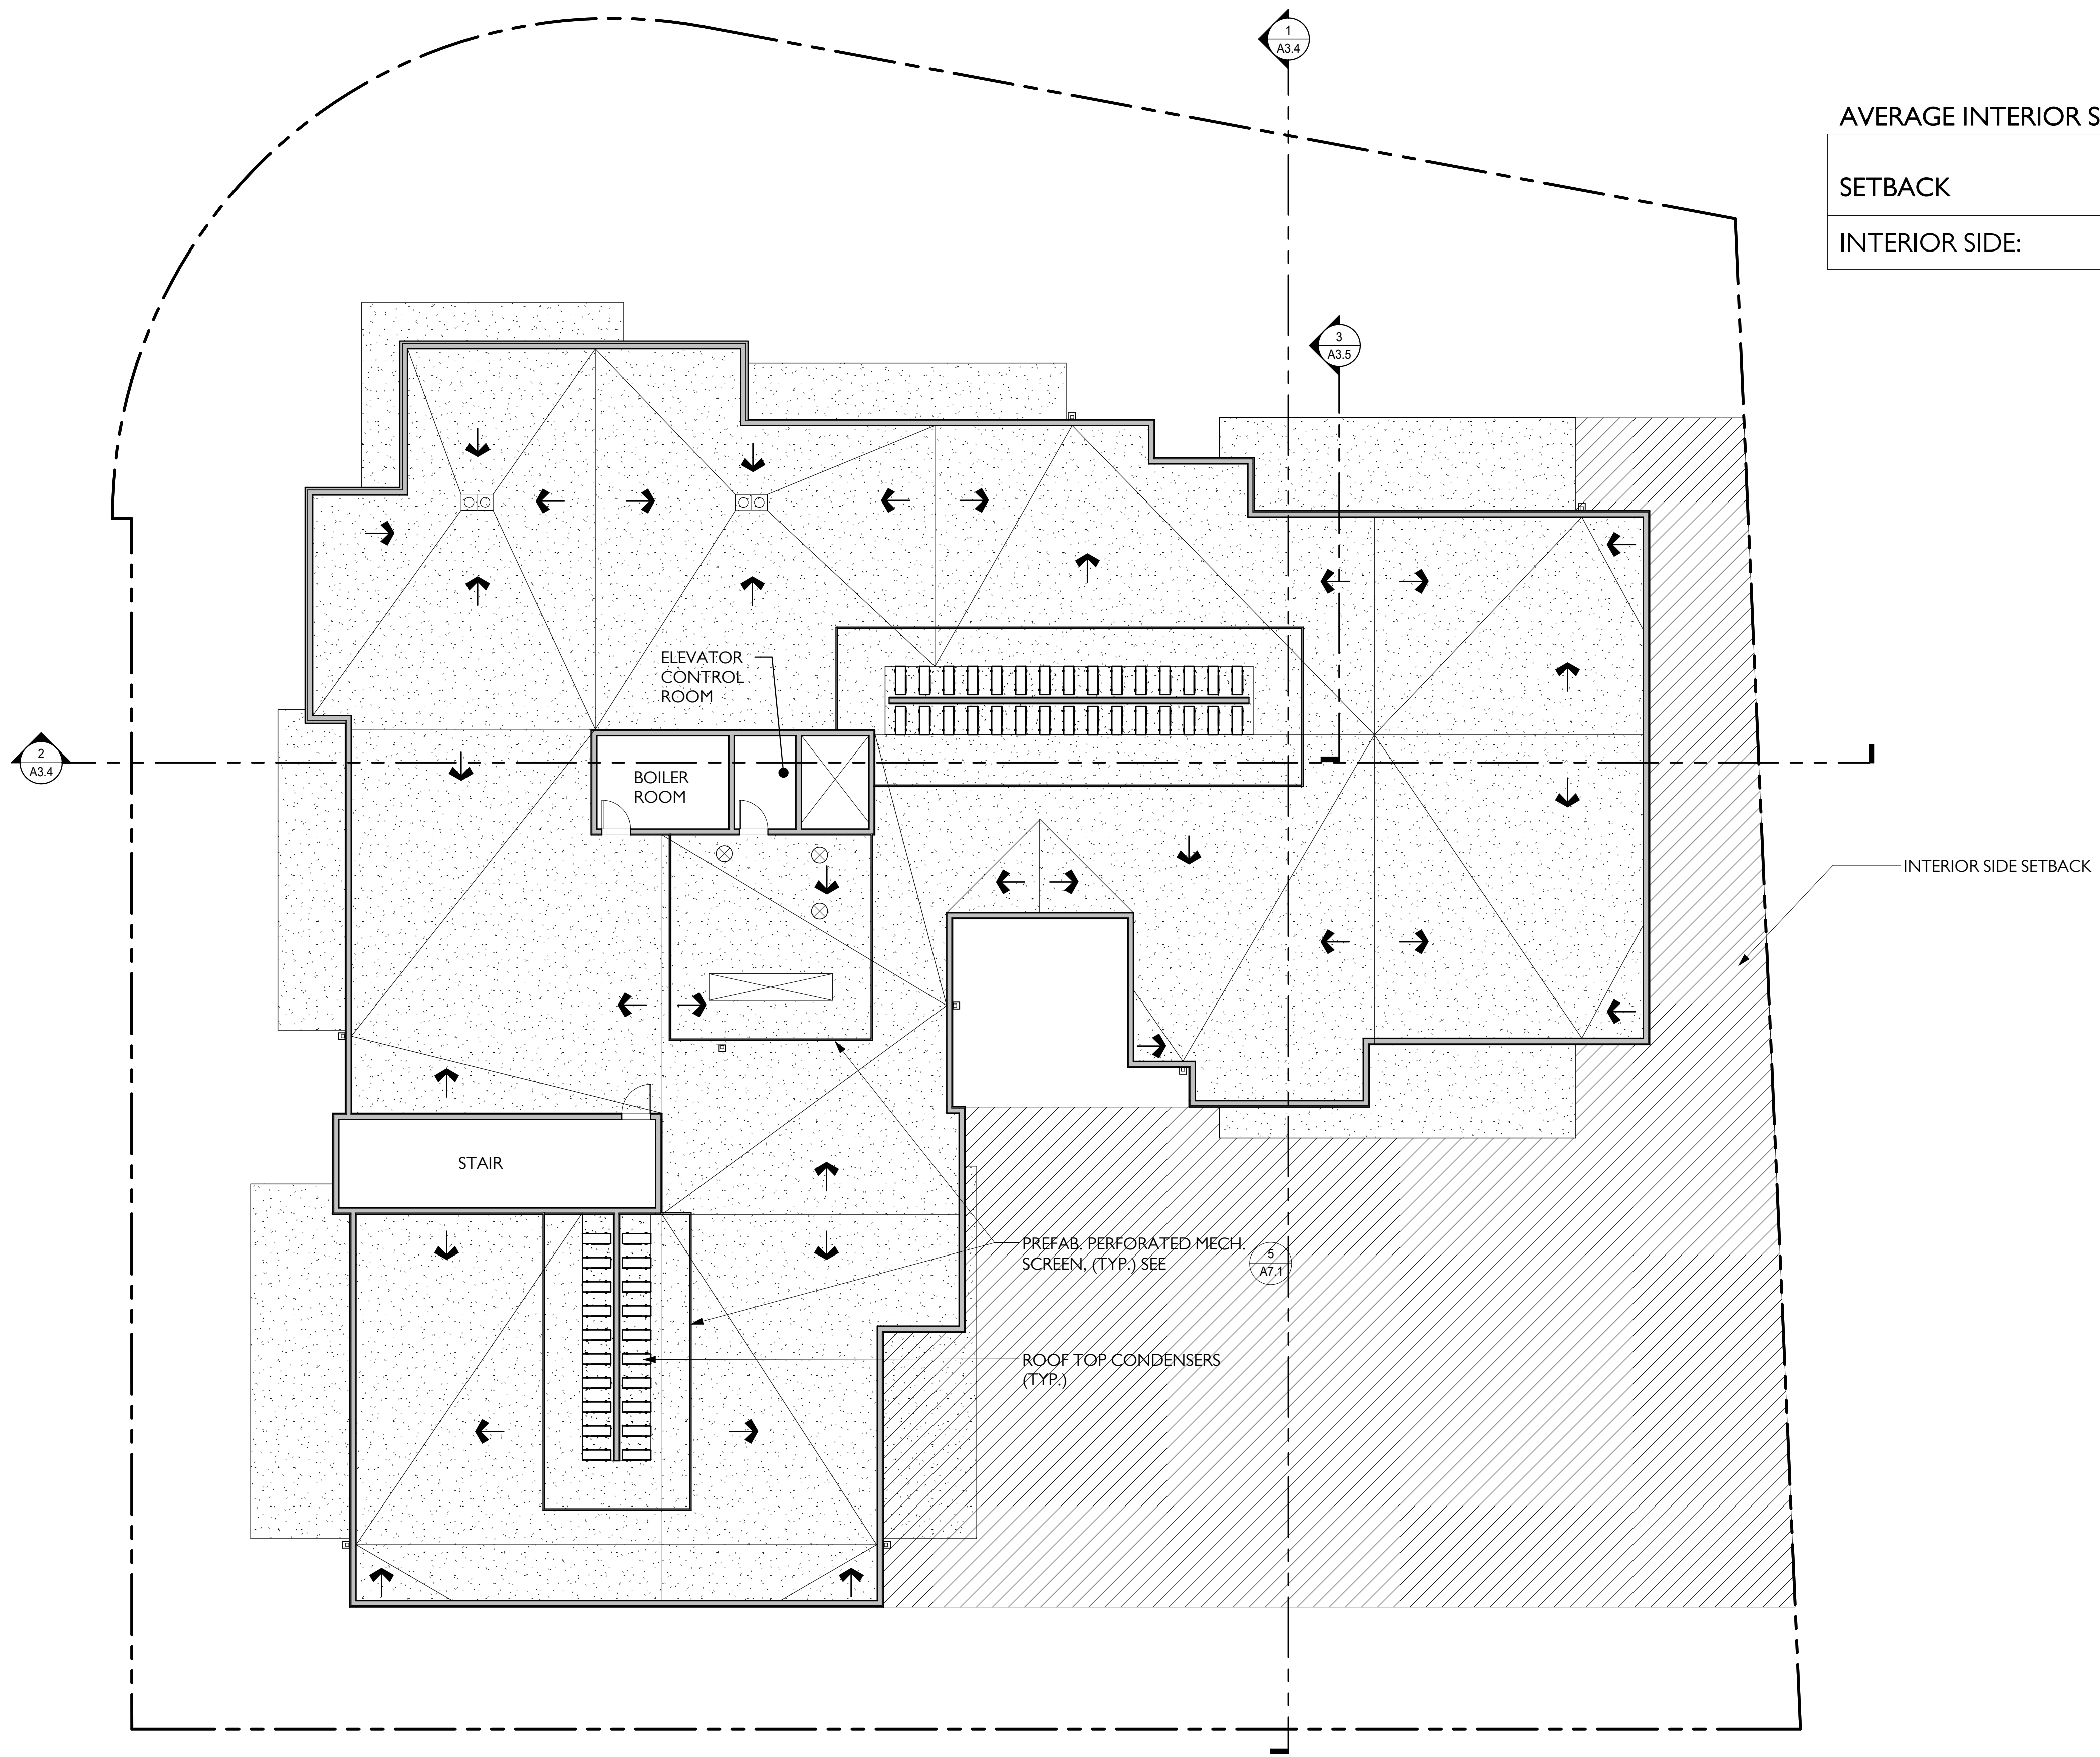 1
A3.4
AVERAGE INTERIOR S
SETBACK
INTERIOR SIDE:
3
A3.5
ELEVATOR
CONTROL
ROOM
2
A3.4
BOILER
ROOM
INTERIOR SIDE SETBACK
STAIR
PREFAB. PERFORATED MECH.
SCREEN, (TYP.) SEE
5
A7.1
ROOF TOP CONDENSERS
(TYP.)